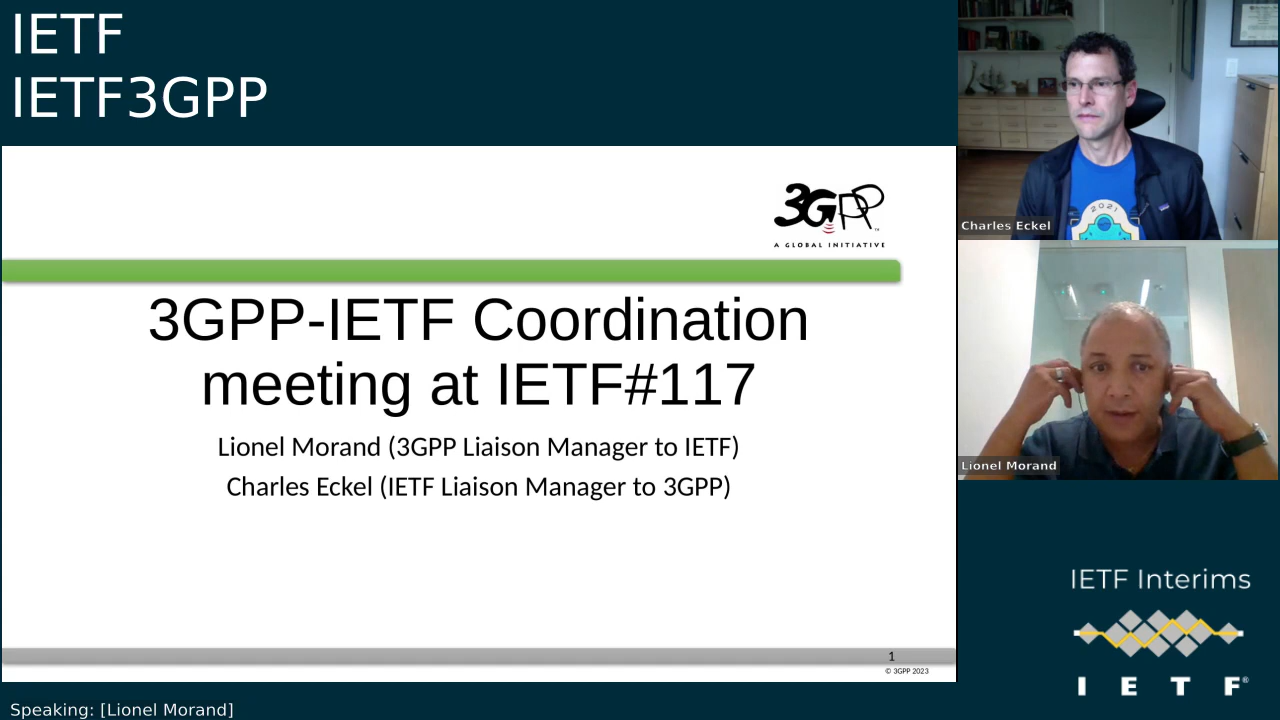 IETF
IETF3GPP
3GPP
A GLOBAL INITIATIVE
3GPP-IETF Coordination
meeting at IETF#117
Lionel Morand (3GPP Liaison Manager to IETF)
Charles Eckel (IETF Liaison Manager to 3GPP)
1
© 3GPP 2023
2021
Charles Eckel
Lionel Morand
IETF Interims
I E T F®
Speaking: [Lionel Morand]